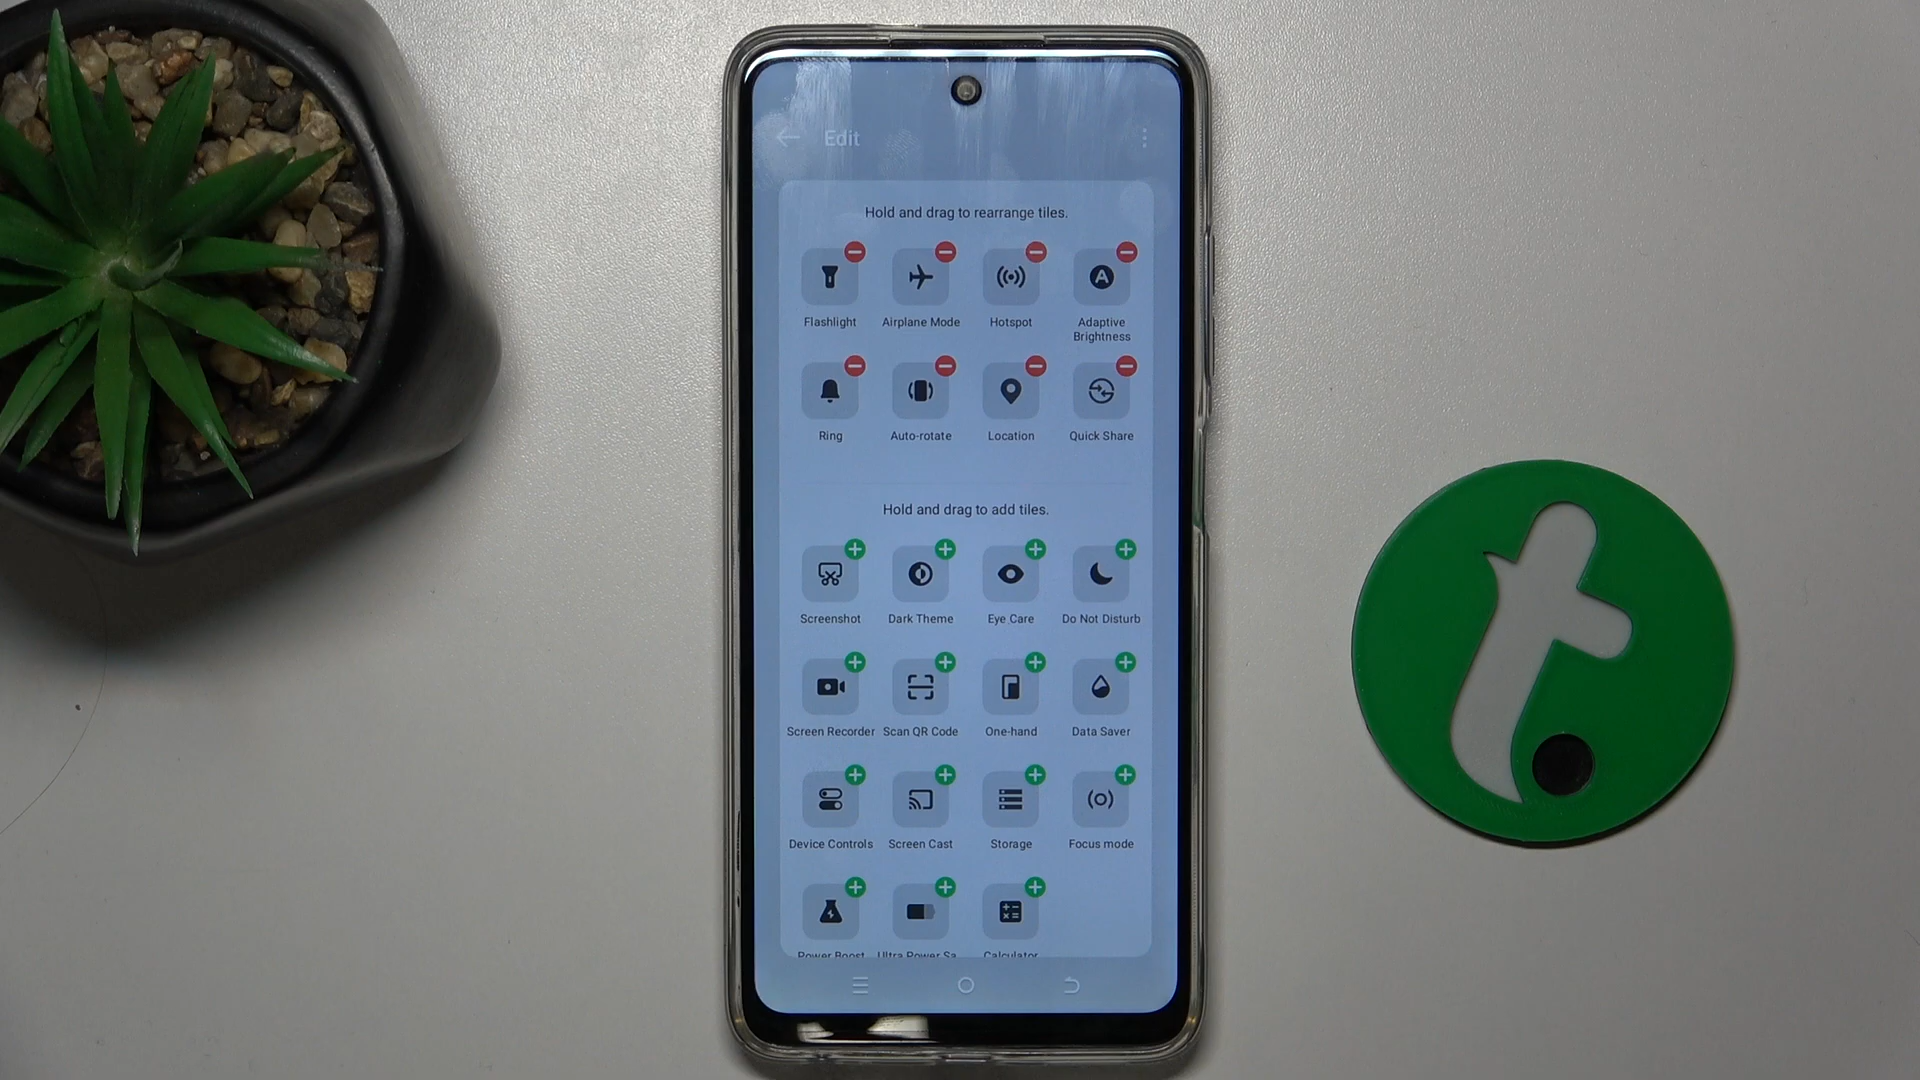 Edit
Hold and drag to rearrange tiles.
Flashlight Airplane Mode Hotspot Adaptive Brightness
Ring Auto-rotate Location Quick Share
Hold and drag to add tiles.
Screenshot Dark Theme Eye Care Do Not Disturb
Screen Recorder Scan QR Code One-hand Data Saver
Device Controls Screen Cast Storage Focus mode
Power Boost Ultra Power Sa... Calculator